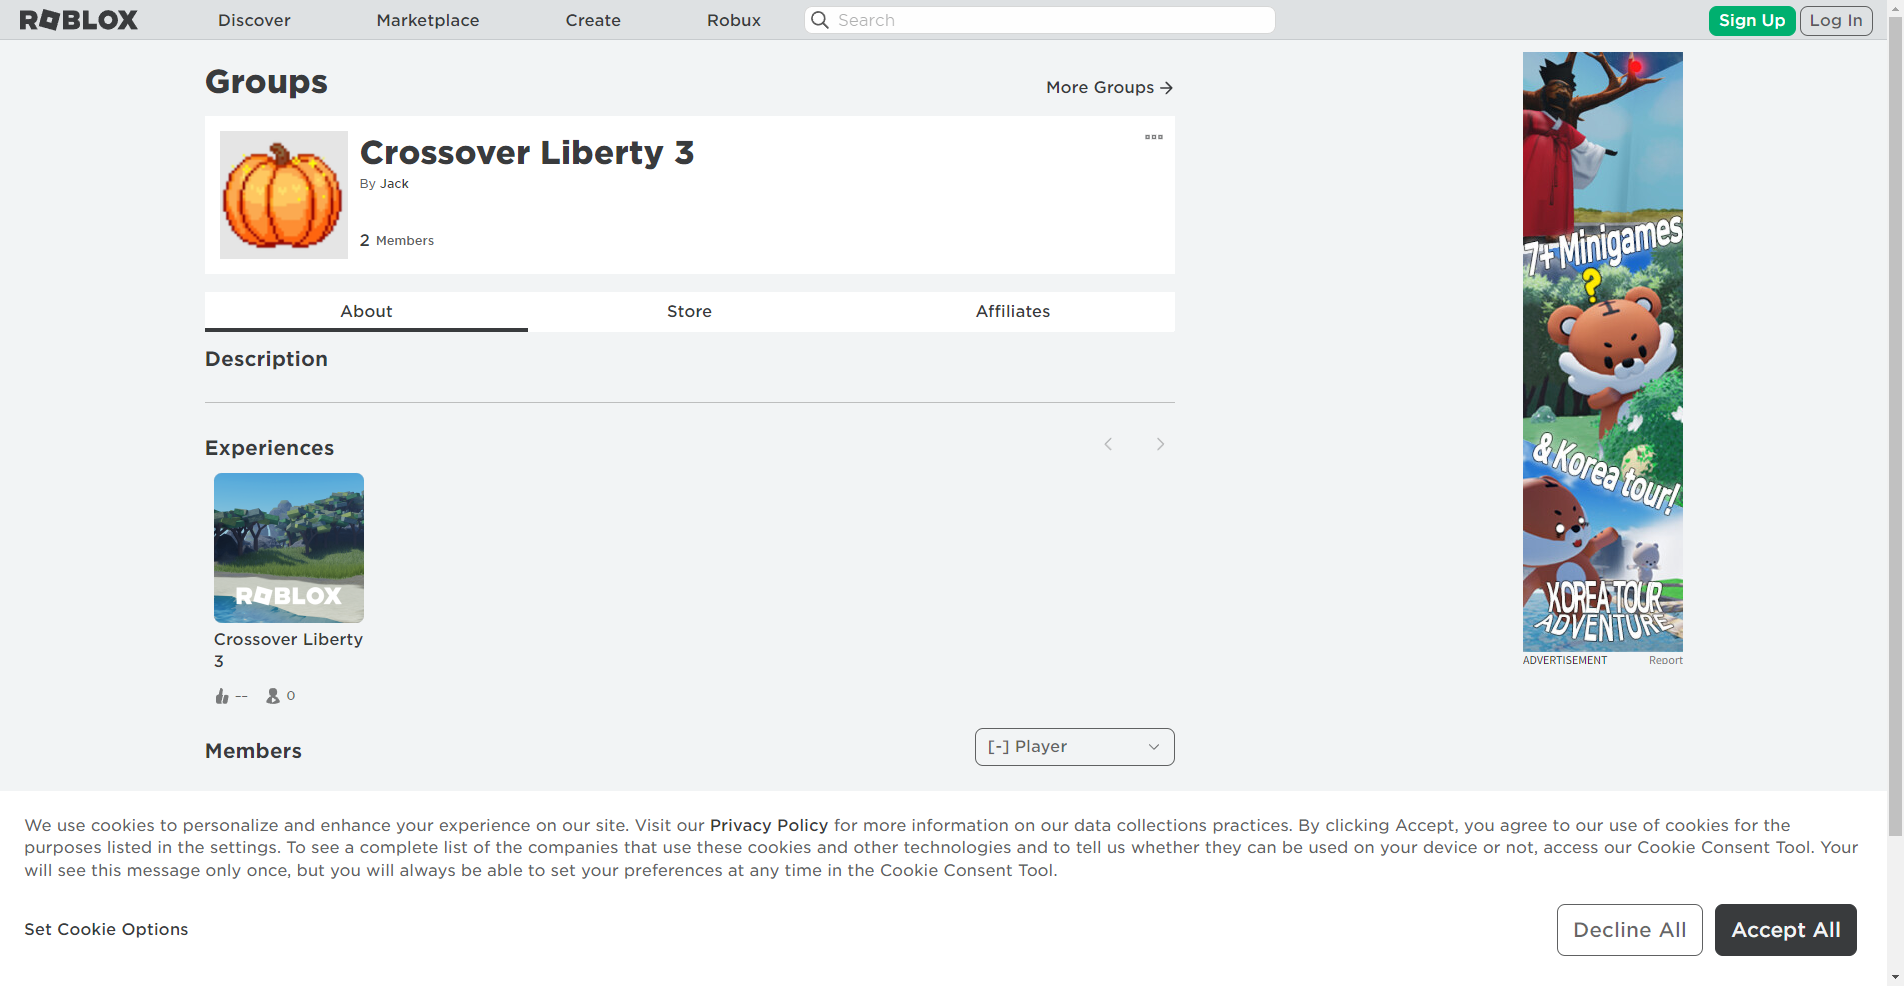 ROBLOX
Discover
Marketplace
Create
Robux
Search
Sign Up
Log In
Groups
More Groups
Crossover Liberty 3
By Jack
2 Members
About
Store
Affiliates
Description
Experiences
ROBLOX
Crossover Liberty
3
--
0
Members
[-] Player
7+ Minigames
?
& Korea tour!
KOREA TOUR
ADVENTURE
ADVERTISEMENT
Report
We use cookies to personalize and enhance your experience on our site. Visit our Privacy Policy for more information on our data collections practices. By clicking Accept, you agree to our use of cookies for the
purposes listed in the settings. To see a complete list of the companies that use these cookies and other technologies and to tell us whether they can be used on your device or not, access our Cookie Consent Tool. Your
will see this message only once, but you will always be able to set your preferences at any time in the Cookie Consent Tool.
Set Cookie Options
Decline All
Accept All